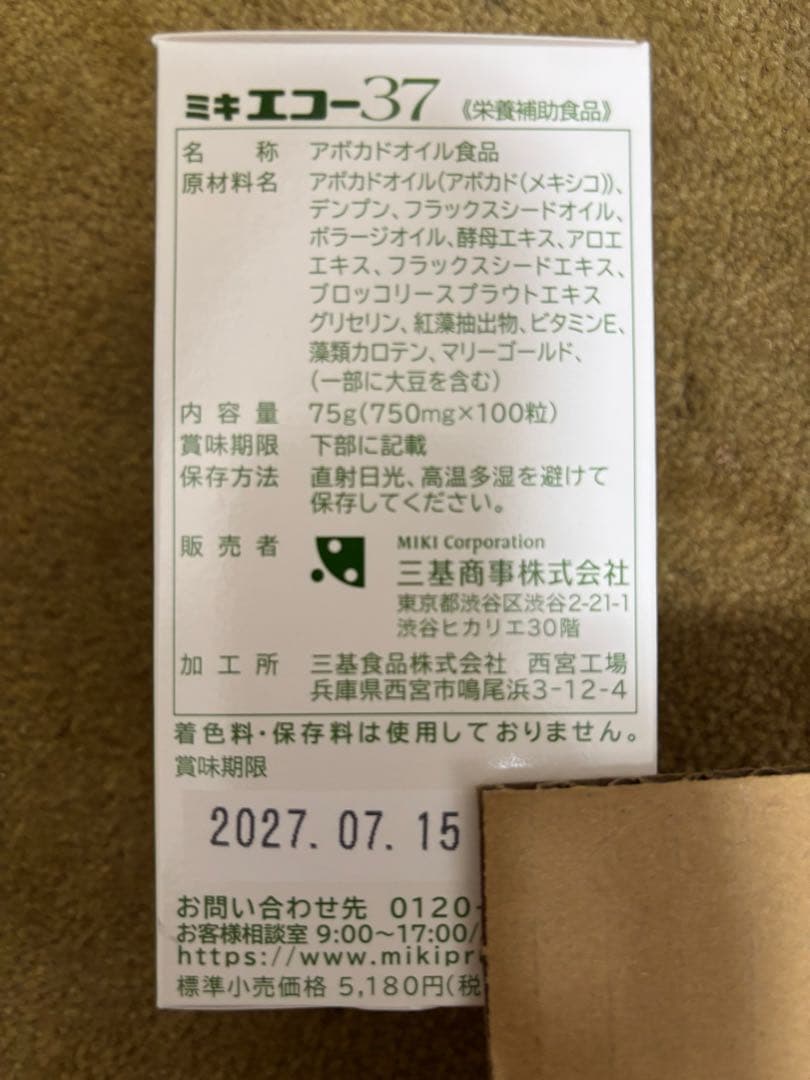 ミキ エコー37 《栄養補助食品》
名称 アボカドオイル食品
原材料名 アボカドオイル(アボカド(メキシコ))、
デンプン、フラックスシードオイル、
ボラージオイル、酵母エキス、アロエ
エキス、フラックスシードエキス、
ブロッコリースプラウトエキス
グリセリン、紅藻抽出物、ビタミンE、
藻類カロテン、マリーゴールド、
(一部に大豆を含む)
内容量 75g(750mg×100粒)
賞味期限 下部に記載
保存方法 直射日光、高温多湿を避けて
保存してください。
販売者 MIKI Corporation
三基商事株式会社
東京都渋谷区渋谷2-21-1
渋谷ヒカリエ30階
加工所 三基食品株式会社 西宮工場
兵庫県西宮市鳴尾浜3-12-4
着色料・保存料は使用しておりません。
賞味期限
2027.07.15
お問い合わせ先 0120-
お客様相談室 9:00〜17:00/
https://www.mikipr
標準小売価格 5,180円(税